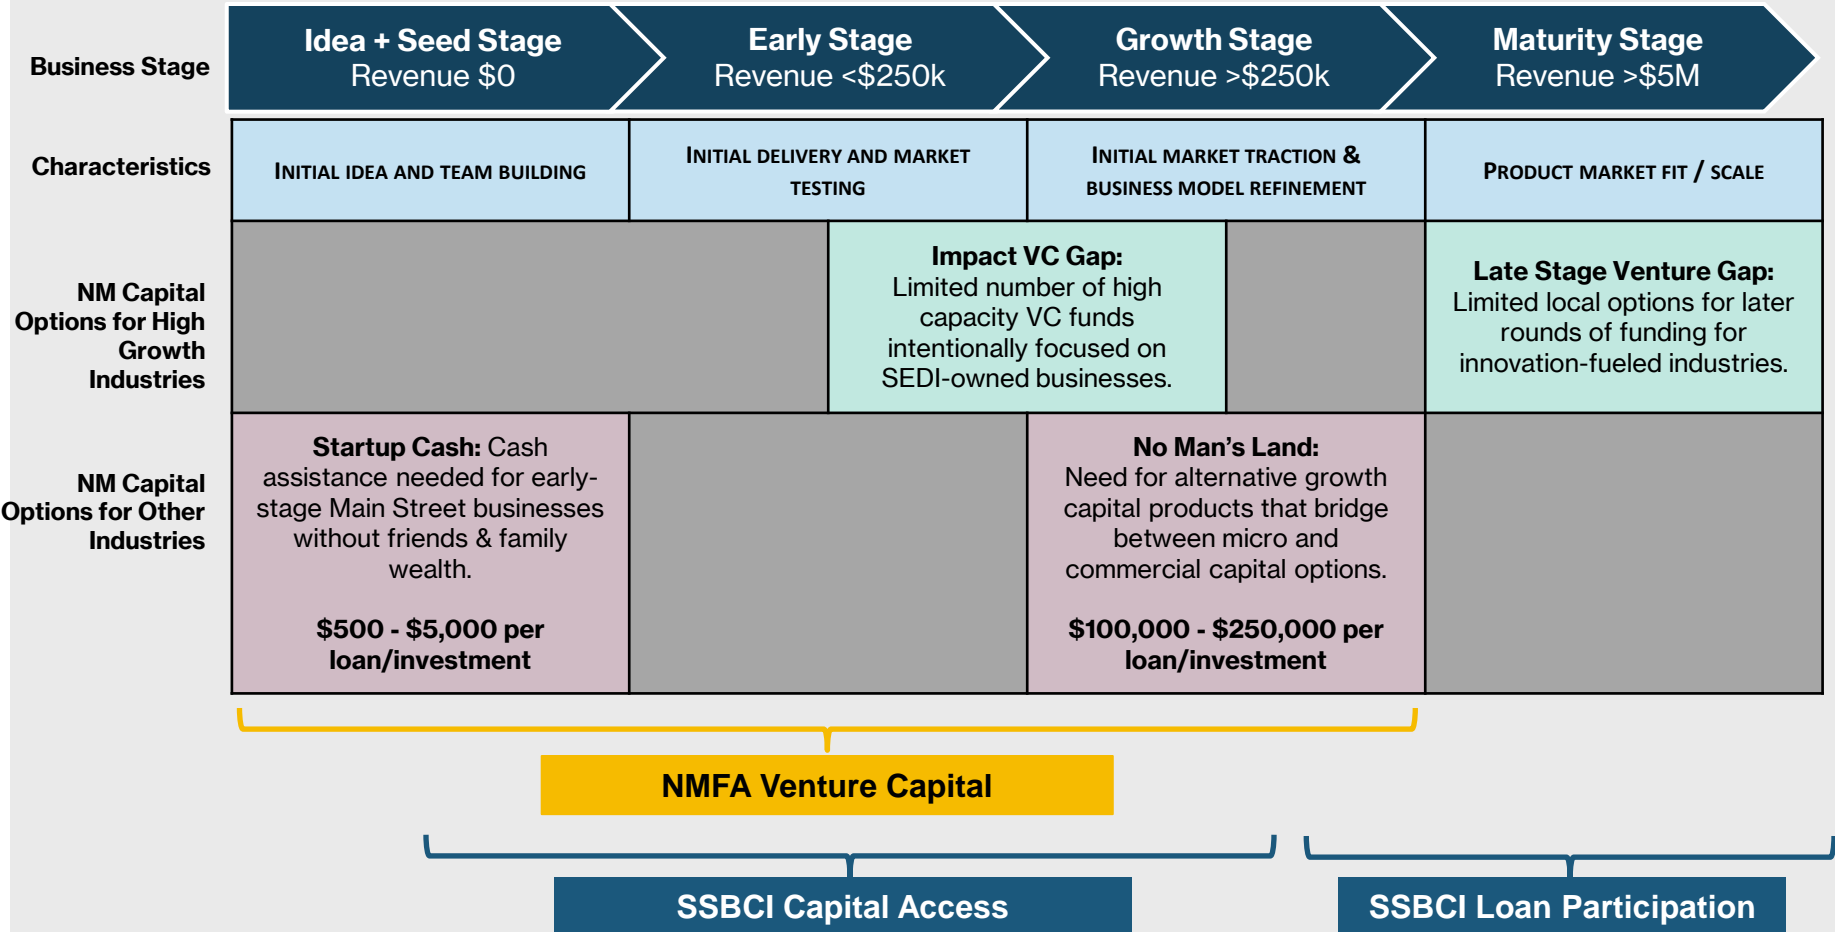 Business Stage
Idea + Seed Stage
Revenue $0
Early Stage
Revenue <$250k
Growth Stage
Revenue >$250k
Maturity Stage
Revenue >$5M
Characteristics
INITIAL IDEA AND TEAM BUILDING
INITIAL DELIVERY AND MARKET
TESTING
INITIAL MARKET TRACTION &
BUSINESS MODEL REFINEMENT
PRODUCT MARKET FIT / SCALE
NM Capital
Options for High
Growth
Industries
Impact VC Gap:
Limited number of high
capacity VC funds
intentionally focused on
SEDI-owned businesses.
Late Stage Venture Gap:
Limited local options for later
rounds of funding for
innovation-fueled industries.
NM Capital
Options for Other
Industries
Startup Cash: Cash
assistance needed for early-
stage Main Street businesses
without friends & family
wealth.
$500 - $5,000 per
loan/investment
No Man’s Land:
Need for alternative growth
capital products that bridge
between micro and
commercial capital options.
$100,000 - $250,000 per
loan/investment
NMFA Venture Capital
SSBCI Capital Access
SSBCI Loan Participation